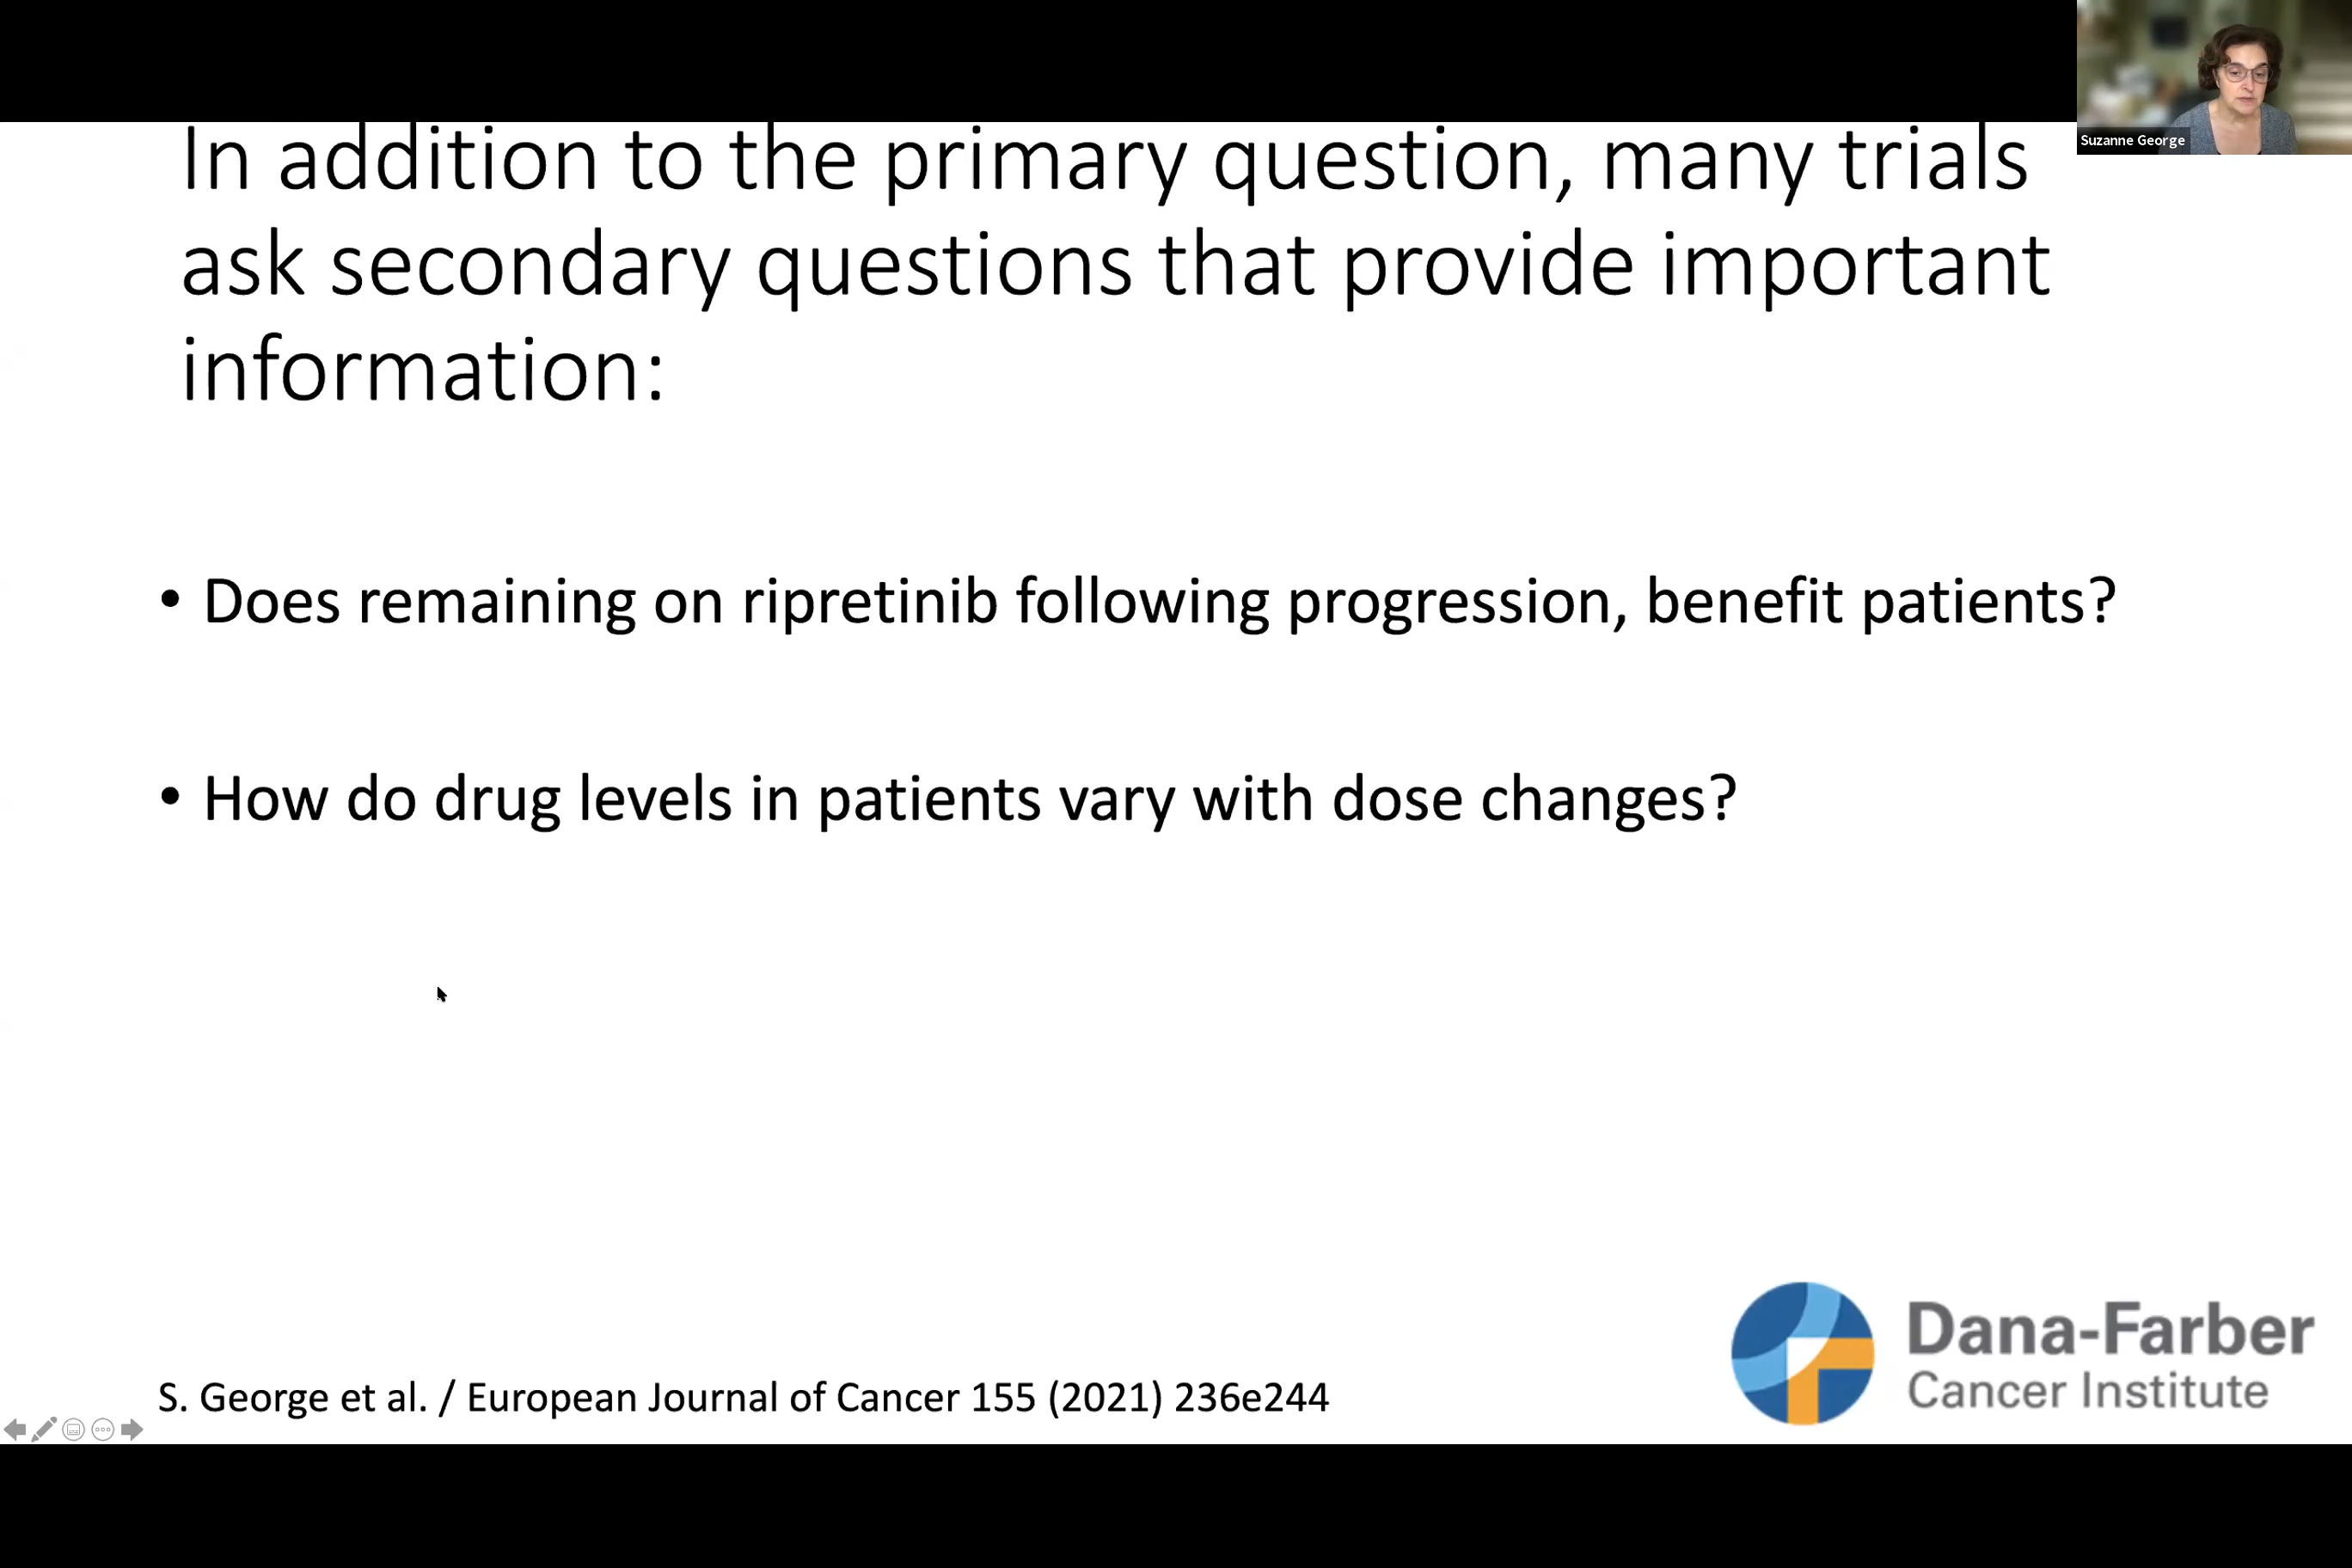 Suzanne George
In addition to the primary question, many trials
ask secondary questions that provide important
information:
• Does remaining on ripretinib following progression, benefit patients?
• How do drug levels in patients vary with dose changes?
S. George et al. / European Journal of Cancer 155 (2021) 236e244
Dana-Farber
Cancer Institute